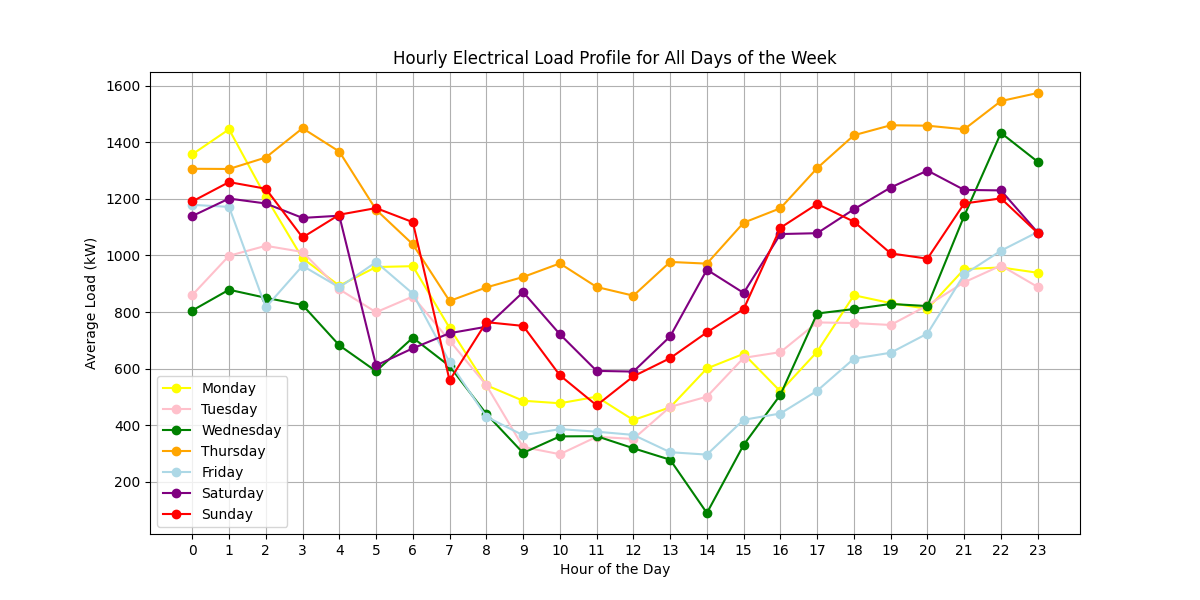 Hourly Electrical Load Profile for All Days of the Week
1600
1400
1200
1000
800
600
400
200
Average Load (kW)
Monday
Tuesday
Wednesday
Thursday
Friday
Saturday
Sunday
0 1 2 3 4 5 6 7 8 9 10 11 12 13 14 15 16 17 18 19 20 21 22 23
Hour of the Day